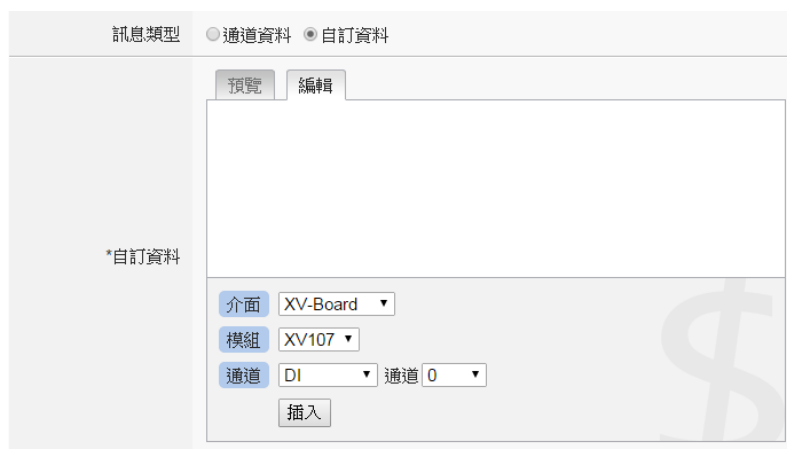 訊息類型 通道資料 自訂資料
預覽 編輯
*自訂資料
介面 XV-Board
模組 XV107
通道 DI 通道 0
插入
$